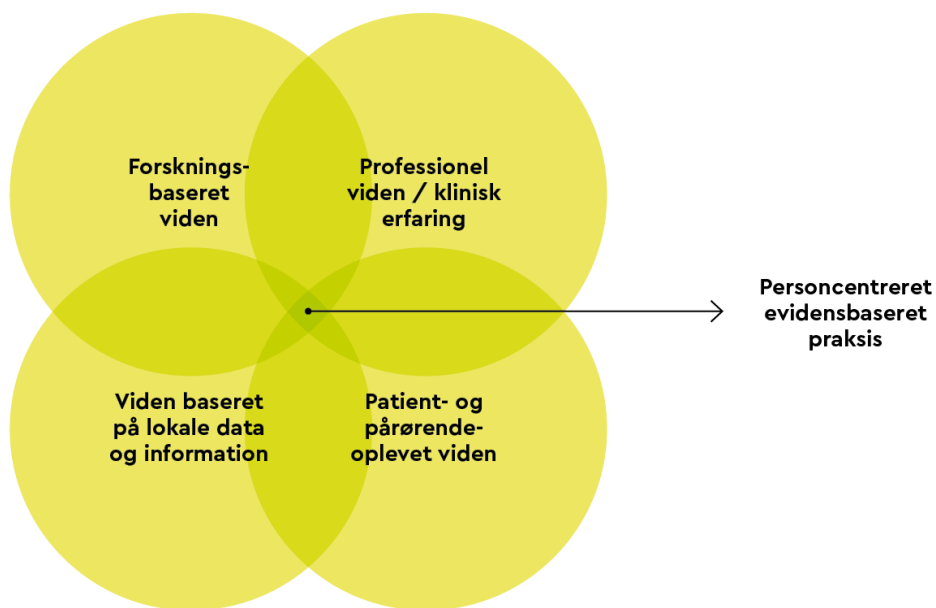 Forsknings-
baseret
viden
Professionel
viden / klinisk
erfaring
Personcentreret
evidensbaseret
praksis
Viden baseret
på lokale data
og information
Patient- og
pårørende-
oplevet viden